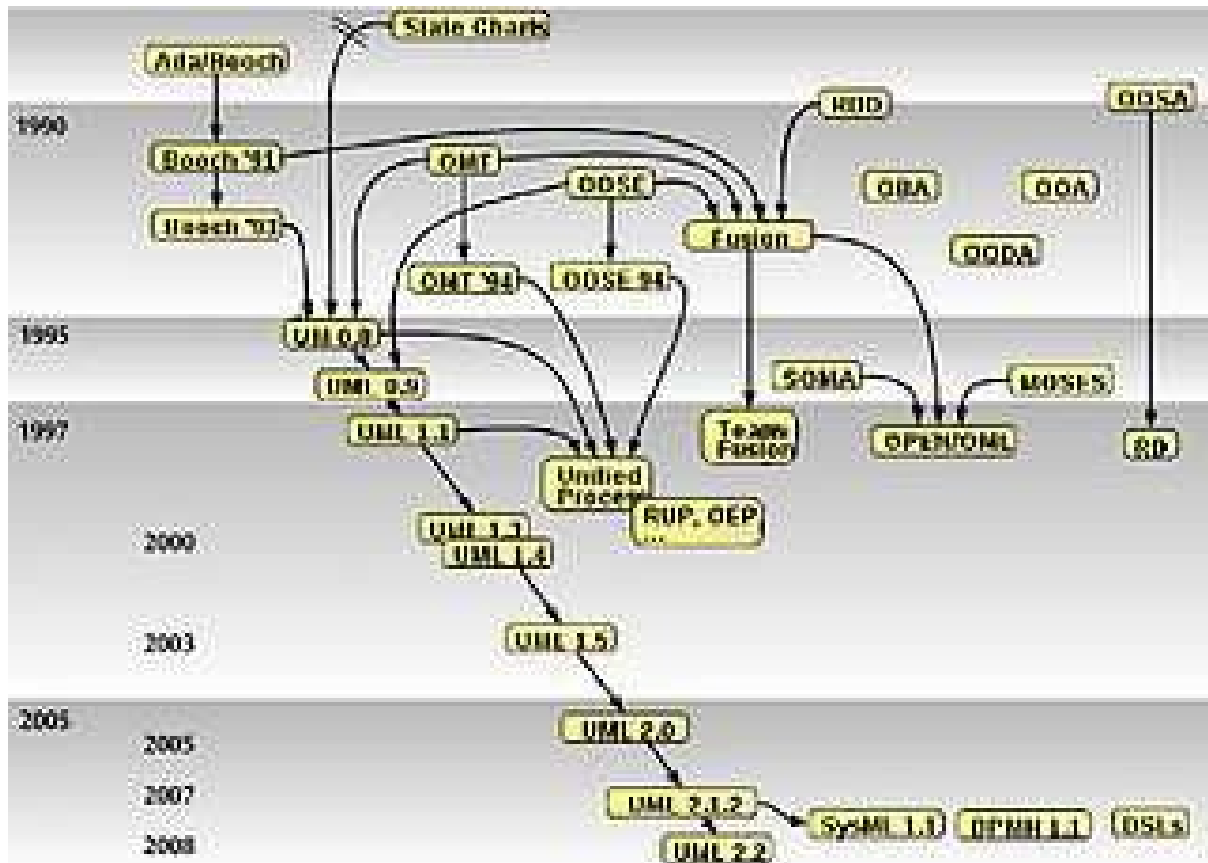 State Charts
Ada/Booch
RDD
OOSA
1990
Booch '91
OMT
OOSE
OBA
OOA
Booch '93
Fusion
OODA
OMT '94
OOSE 94
1995
UM 0.8
UML 0.9
SOMA
MOSES
1997
UML 1.1
Team
Fusion
OPEN/OML
RD
Unified
Process
RUP, OEP
...
UML 1.3
2000
UML 1.4
2003
UML 1.5
2005
UML 2.0
2005
2007
UML 2.1.2
SysML 1.1
BPMN 1.1
DSLs
2008
UML 2.2